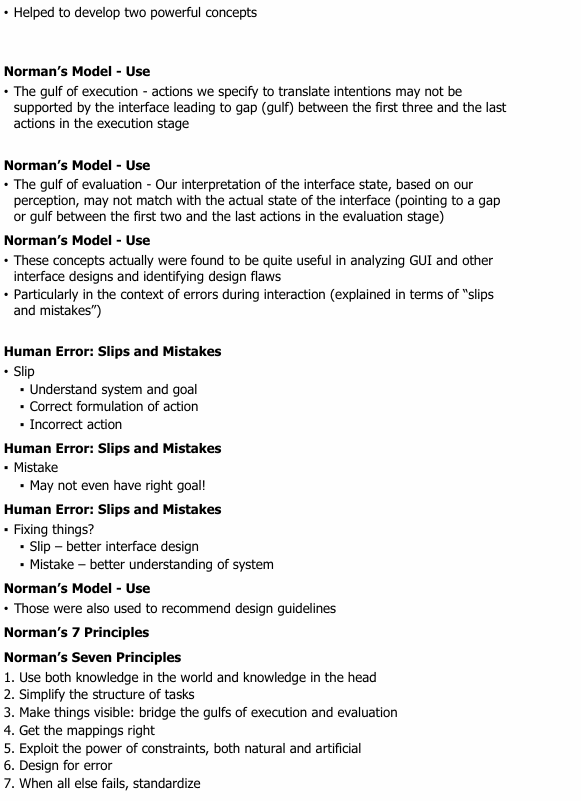 • Helped to develop two powerful concepts
Norman’s Model - Use
• The gulf of execution - actions we specify to translate intentions may not be
supported by the interface leading to gap (gulf) between the first three and the last
actions in the execution stage
Norman’s Model - Use
• The gulf of evaluation - Our interpretation of the interface state, based on our
perception, may not match with the actual state of the interface (pointing to a gap
or gulf between the first two and the last actions in the evaluation stage)
Norman’s Model - Use
• These concepts actually were found to be quite useful in analyzing GUI and other
interface designs and identifying design flaws
• Particularly in the context of errors during interaction (explained in terms of “slips
and mistakes”)
Human Error: Slips and Mistakes
• Slip
▪ Understand system and goal
▪ Correct formulation of action
▪ Incorrect action
Human Error: Slips and Mistakes
▪ Mistake
▪ May not even have right goal!
Human Error: Slips and Mistakes
▪ Fixing things?
▪ Slip – better interface design
▪ Mistake – better understanding of system
Norman’s Model - Use
• Those were also used to recommend design guidelines
Norman’s 7 Principles
Norman’s Seven Principles
1. Use both knowledge in the world and knowledge in the head
2. Simplify the structure of tasks
3. Make things visible: bridge the gulfs of execution and evaluation
4. Get the mappings right
5. Exploit the power of constraints, both natural and artificial
6. Design for error
7. When all else fails, standardize